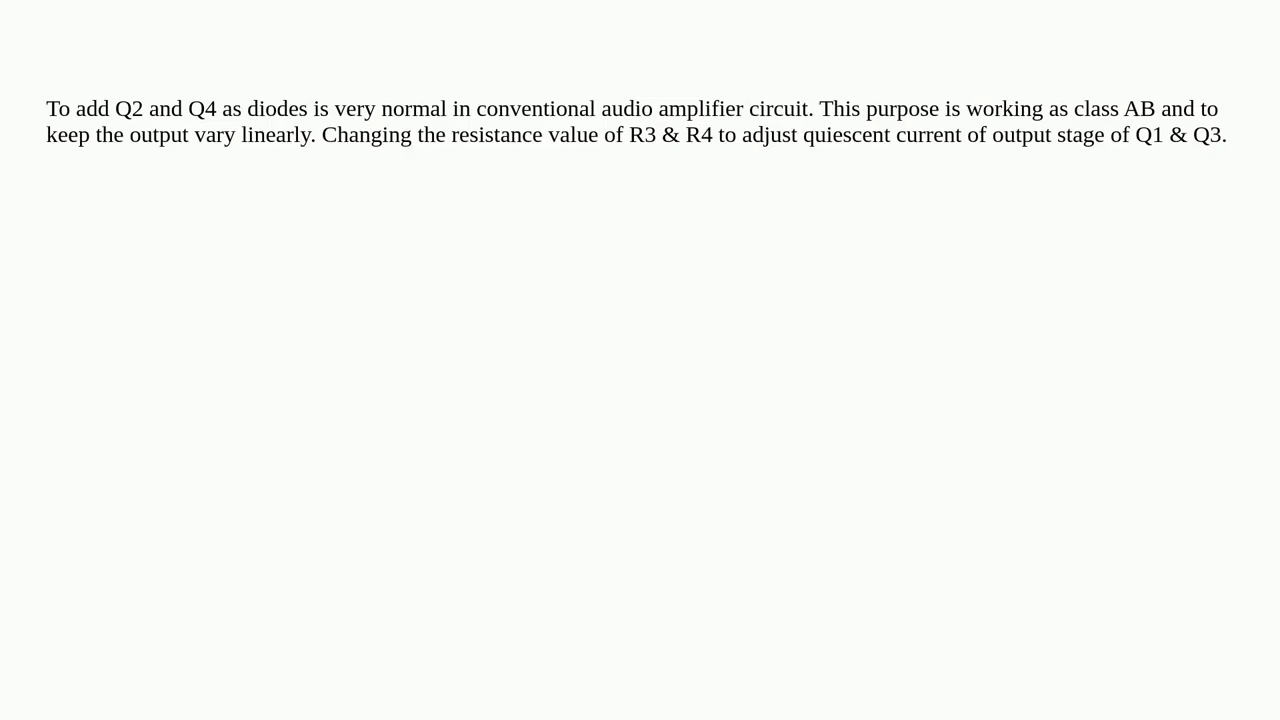 To add Q2 and Q4 as diodes is very normal in conventional audio amplifier circuit. This purpose is working as class AB and to
keep the output vary linearly. Changing the resistance value of R3 & R4 to adjust quiescent current of output stage of Q1 & Q3.